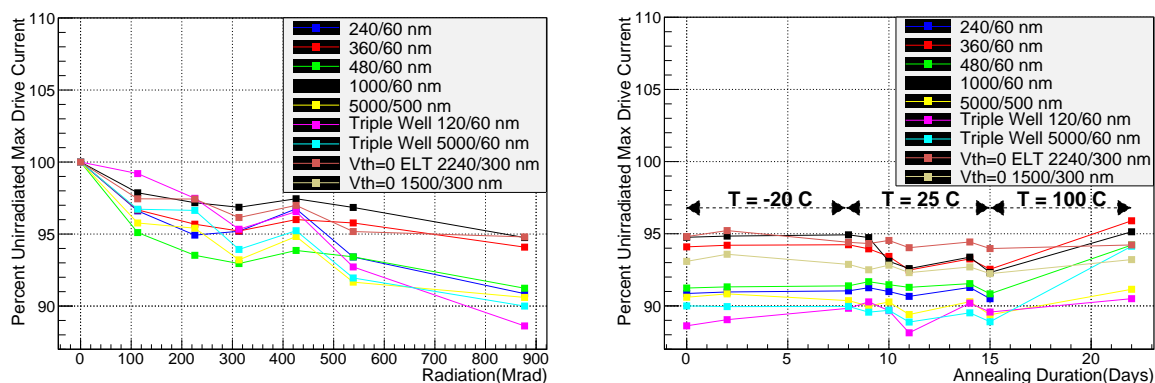 Percent Unirradiated Max Drive Current
110
105
100
95
90
240/60 nm
360/60 nm
480/60 nm
1000/60 nm
5000/500 nm
Triple Well 120/60 nm
Triple Well 5000/60 nm
Vth=0 ELT 2240/300 nm
Vth=0 1500/300 nm
0 100 200 300 400 500 600 700 800 900
Radiation(Mrad)
Percent Unirradiated Max Drive Current
110
105
100
95
90
240/60 nm
360/60 nm
480/60 nm
1000/60 nm
5000/500 nm
Triple Well 120/60 nm
Triple Well 5000/60 nm
Vth=0 ELT 2240/300 nm
Vth=0 1500/300 nm
T = -20 C T = 25 C T = 100 C
0 5 10 15 20
Annealing Duration(Days)